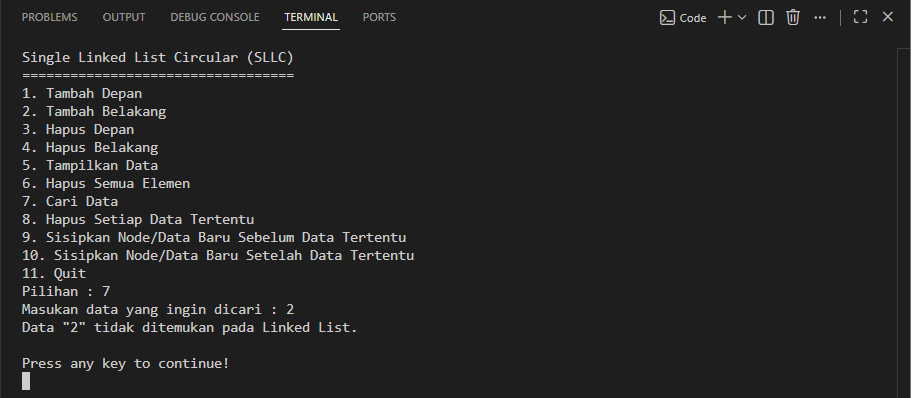 PROBLEMS OUTPUT DEBUG CONSOLE TERMINAL PORTS Code
Single Linked List Circular (SLLC)
==================================
1. Tambah Depan
2. Tambah Belakang
3. Hapus Depan
4. Hapus Belakang
5. Tampilkan Data
6. Hapus Semua Elemen
7. Cari Data
8. Hapus Setiap Data Tertentu
9. Sisipkan Node/Data Baru Sebelum Data Tertentu
10. Sisipkan Node/Data Baru Setelah Data Tertentu
11. Quit
Pilihan : 7
Masukan data yang ingin dicari : 2
Data "2" tidak ditemukan pada Linked List.
Press any key to continue!